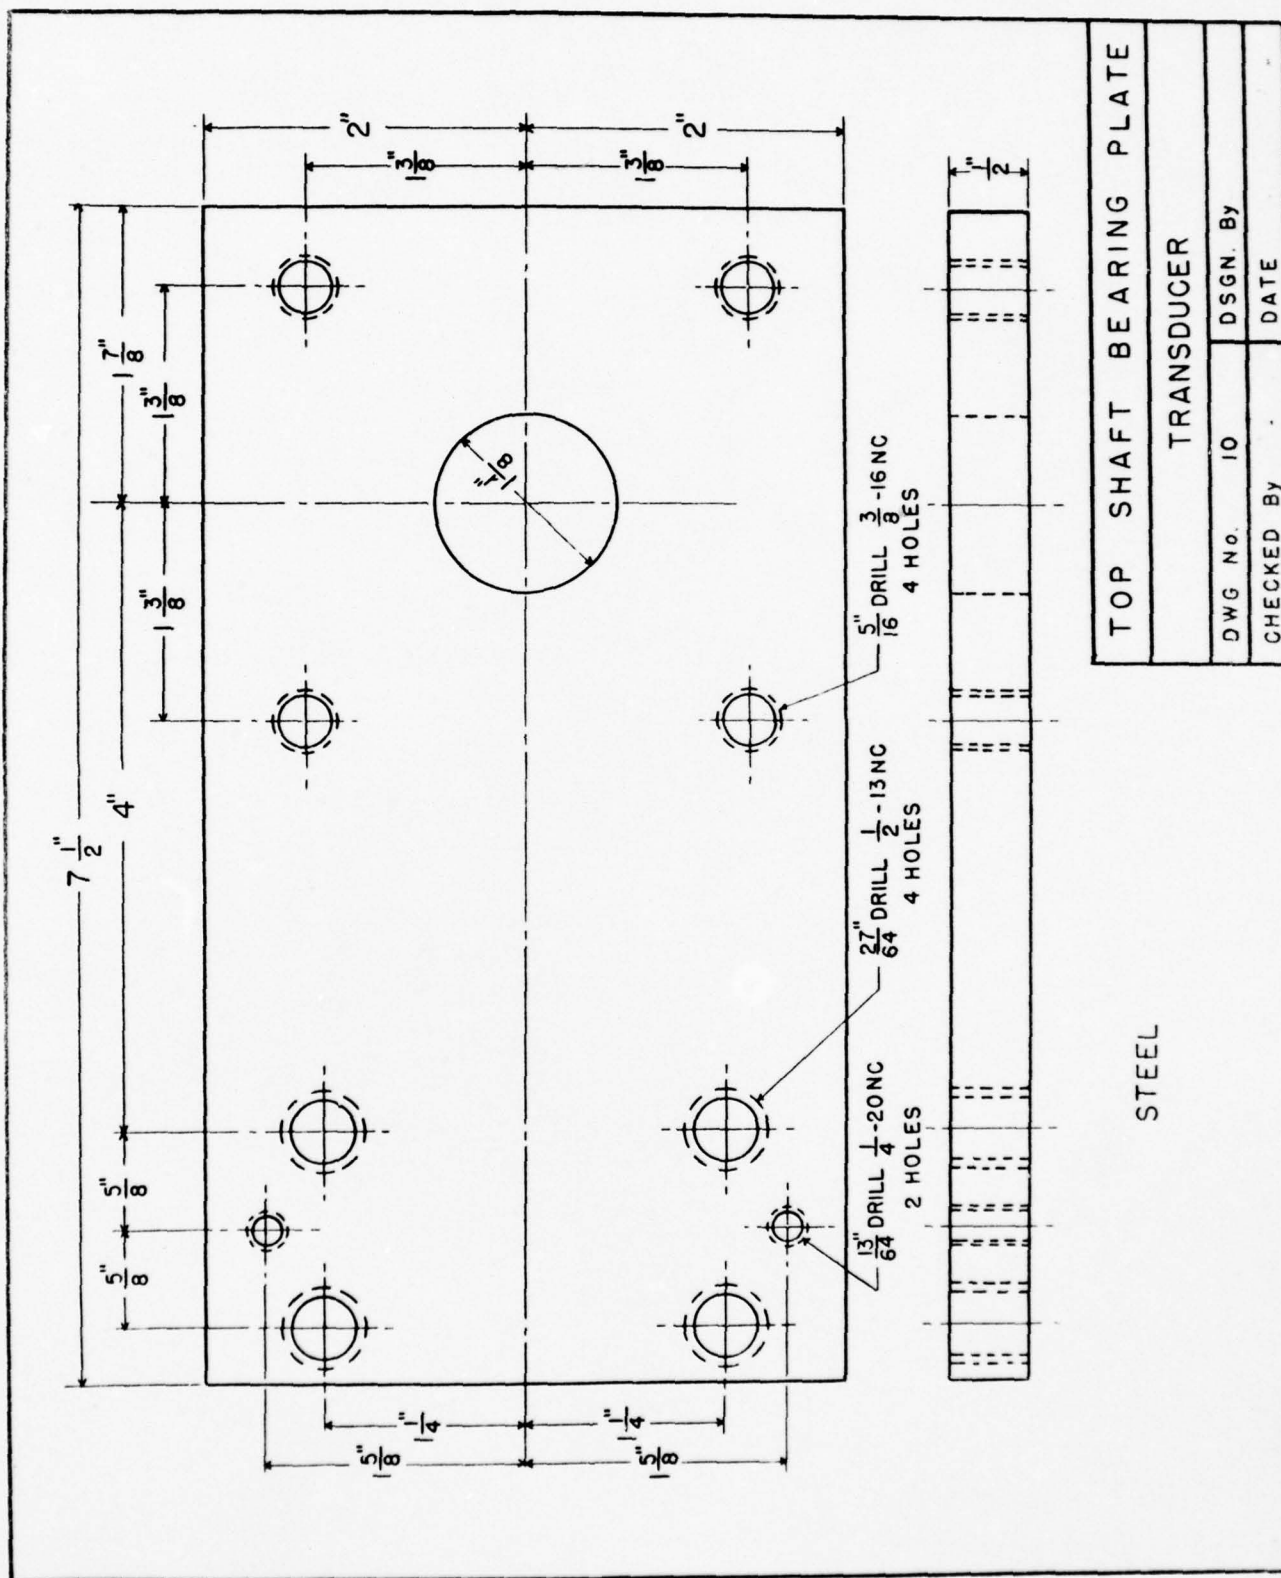 7 1/2"
5/8" 5/8" 4" 1 7/8"
1 3/8" 1 3/8"
2"
1 3/8"
1 5/8"
1 1/4"
1 1/8"
1 1/4"
1 5/8"
1 3/8"
2"
13/64" DRILL 1/4-20NC
2 HOLES
27/64" DRILL 1/2-13NC
4 HOLES
5/16" DRILL 3/8-16NC
4 HOLES
1/2"
STEEL
TOP SHAFT BEARING PLATE
TRANSDUCER
DWG No. 10 DSGN. By
CHECKED By DATE